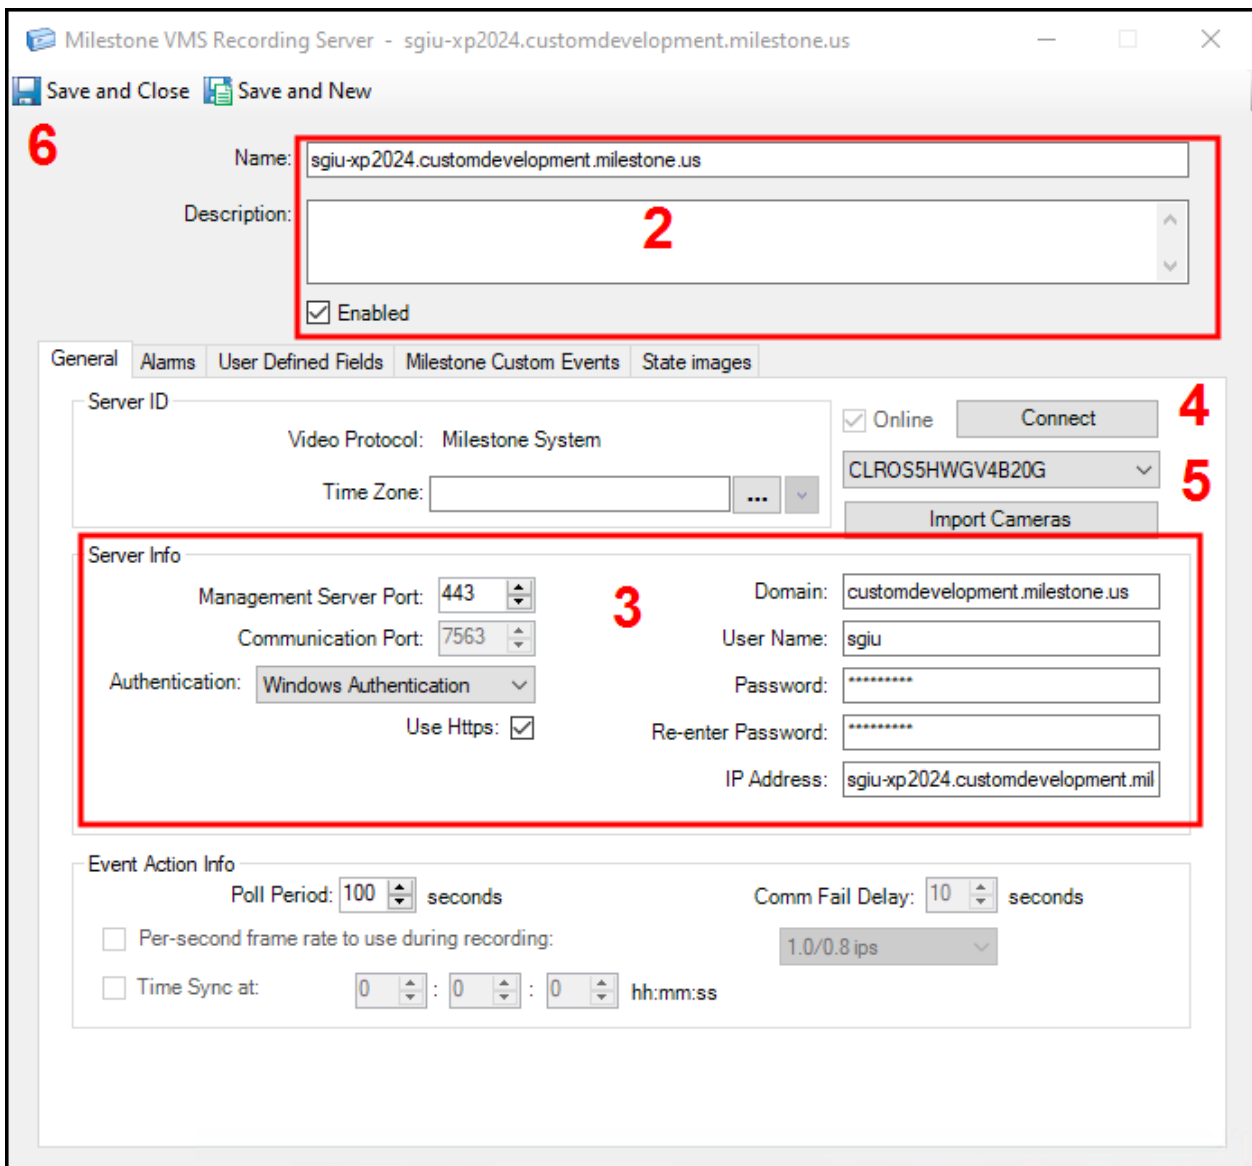 Milestone VMS Recording Server - sgiu-xp2024.customdevelopment.milestone.us
Save and Close Save and New
6
Name: sgiu-xp2024.customdevelopment.milestone.us
Description:
2
Enabled
General Alarms User Defined Fields Milestone Custom Events State images
Server ID
Video Protocol: Milestone System
Time Zone: ...
Online Connect 4
CLROS5HWGV4B20G 5
Import Cameras
Server Info
3
Management Server Port: 443
Communication Port: 7563
Authentication: Windows Authentication
Use Https:
Domain: customdevelopment.milestone.us
User Name: sgiu
Password: *********
Re-enter Password: *********
IP Address: sgiu-xp2024.customdevelopment.mil
Event Action Info
Poll Period: 100 seconds Comm Fail Delay: 10 seconds
Per-second frame rate to use during recording: 1.0/0.8 ips
Time Sync at: 0 : 0 : 0 hh:mm:ss